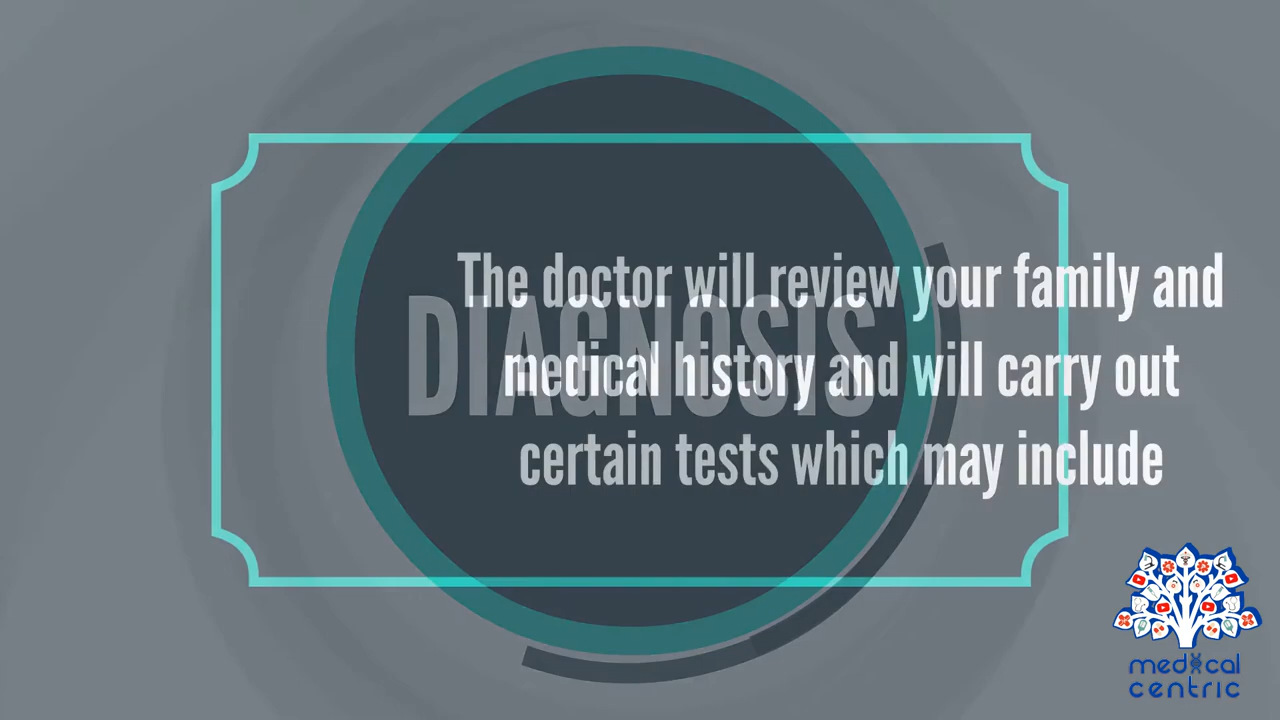 The doctor will review your family and
DIAGNOSIS
medical history and will carry out
certain tests which may include
medical
centric